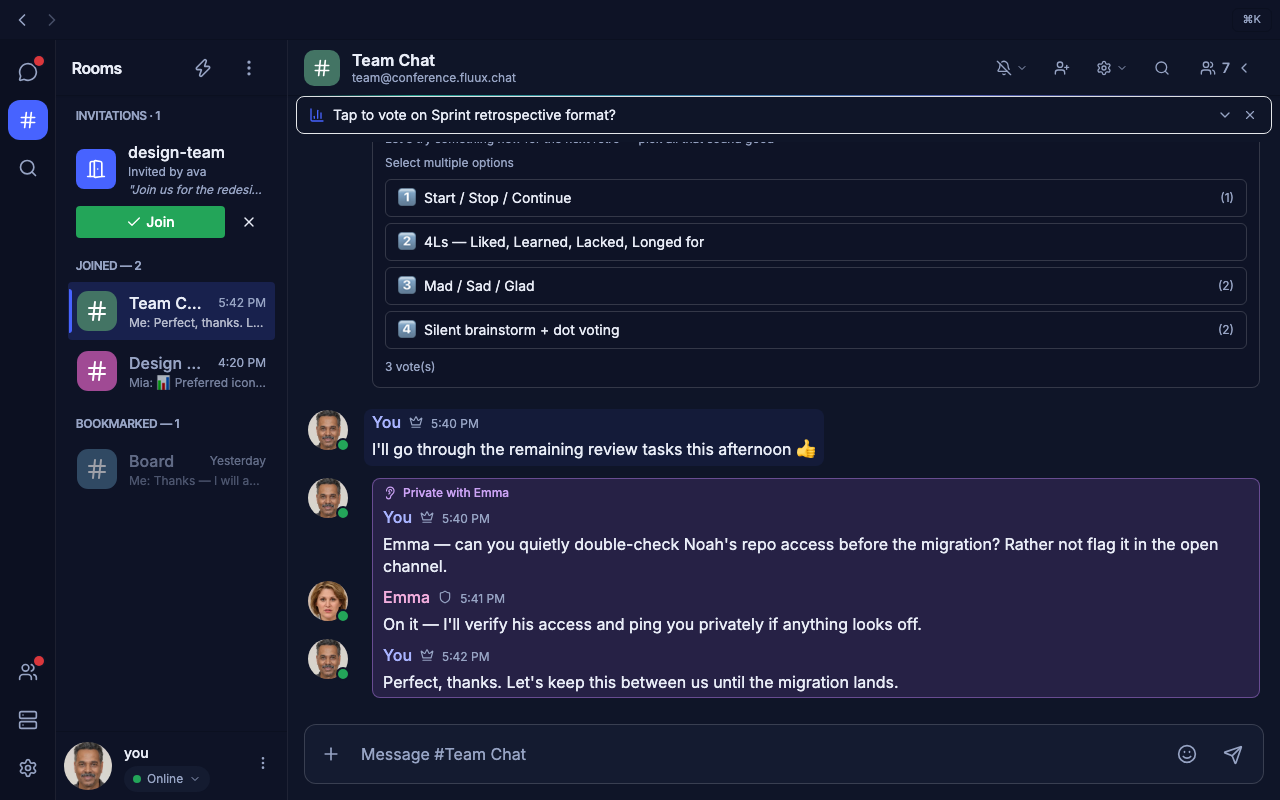 ⌘K
Rooms
INVITATIONS · 1
design-team
Invited by ava
"Join us for the redesi...
Join
JOINED — 2
Team C...
5:42 PM
Me: Perfect, thanks. L...
Design ...
4:20 PM
Mia: 📊 Preferred icon...
BOOKMARKED — 1
Board
Yesterday
Me: Thanks — I will a...
you
Online
Team Chat
team@conference.fluux.chat
7
Tap to vote on Sprint retrospective format?
Select multiple options
1 Start / Stop / Continue (1)
2 4Ls — Liked, Learned, Lacked, Longed for
3 Mad / Sad / Glad (2)
4 Silent brainstorm + dot voting (2)
3 vote(s)
You 5:40 PM
I'll go through the remaining review tasks this afternoon 👍
Private with Emma
You 5:40 PM
Emma — can you quietly double-check Noah's repo access before the migration? Rather not flag it in the open
channel.
Emma 5:41 PM
On it — I'll verify his access and ping you privately if anything looks off.
You 5:42 PM
Perfect, thanks. Let's keep this between us until the migration lands.
Message #Team Chat